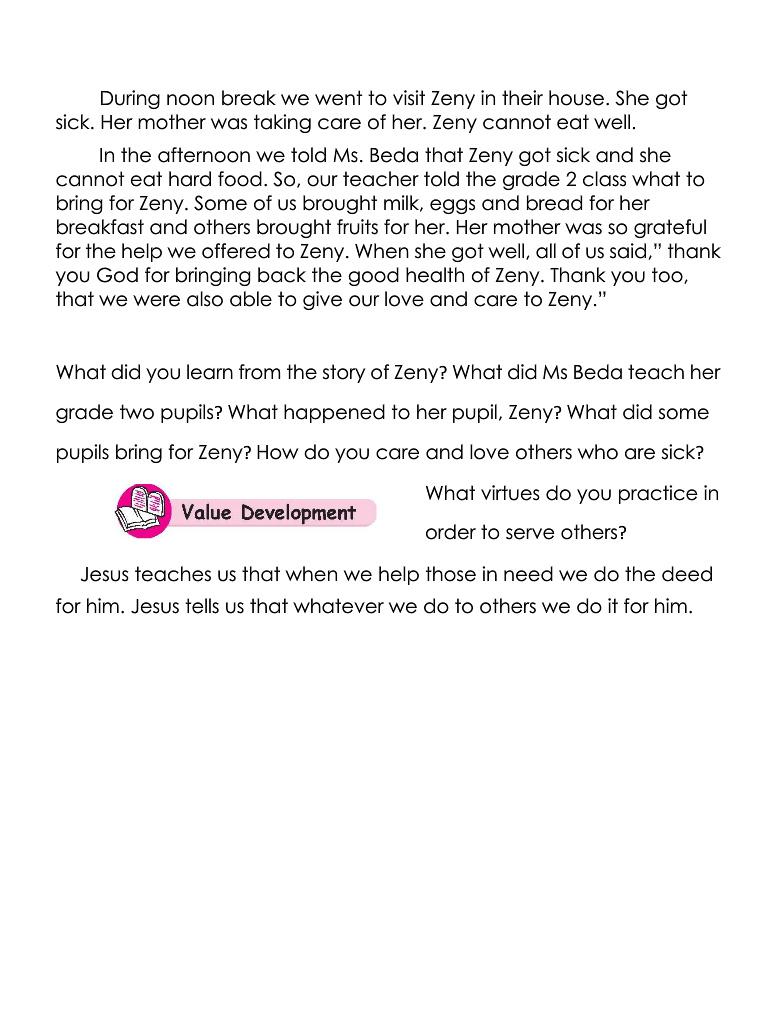 During noon break we went to visit Zeny in their house. She got
sick. Her mother was taking care of her. Zeny cannot eat well.
In the afternoon we told Ms. Beda that Zeny got sick and she
cannot eat hard food. So, our teacher told the grade 2 class what to
bring for Zeny. Some of us brought milk, eggs and bread for her
breakfast and others brought fruits for her. Her mother was so grateful
for the help we offered to Zeny. When she got well, all of us said,” thank
you God for bringing back the good health of Zeny. Thank you too,
that we were also able to give our love and care to Zeny.”
What did you learn from the story of Zeny? What did Ms Beda teach her
grade two pupils? What happened to her pupil, Zeny? What did some
pupils bring for Zeny? How do you care and love others who are sick?
Value Development
What virtues do you practice in
order to serve others?
Jesus teaches us that when we help those in need we do the deed
for him. Jesus tells us that whatever we do to others we do it for him.